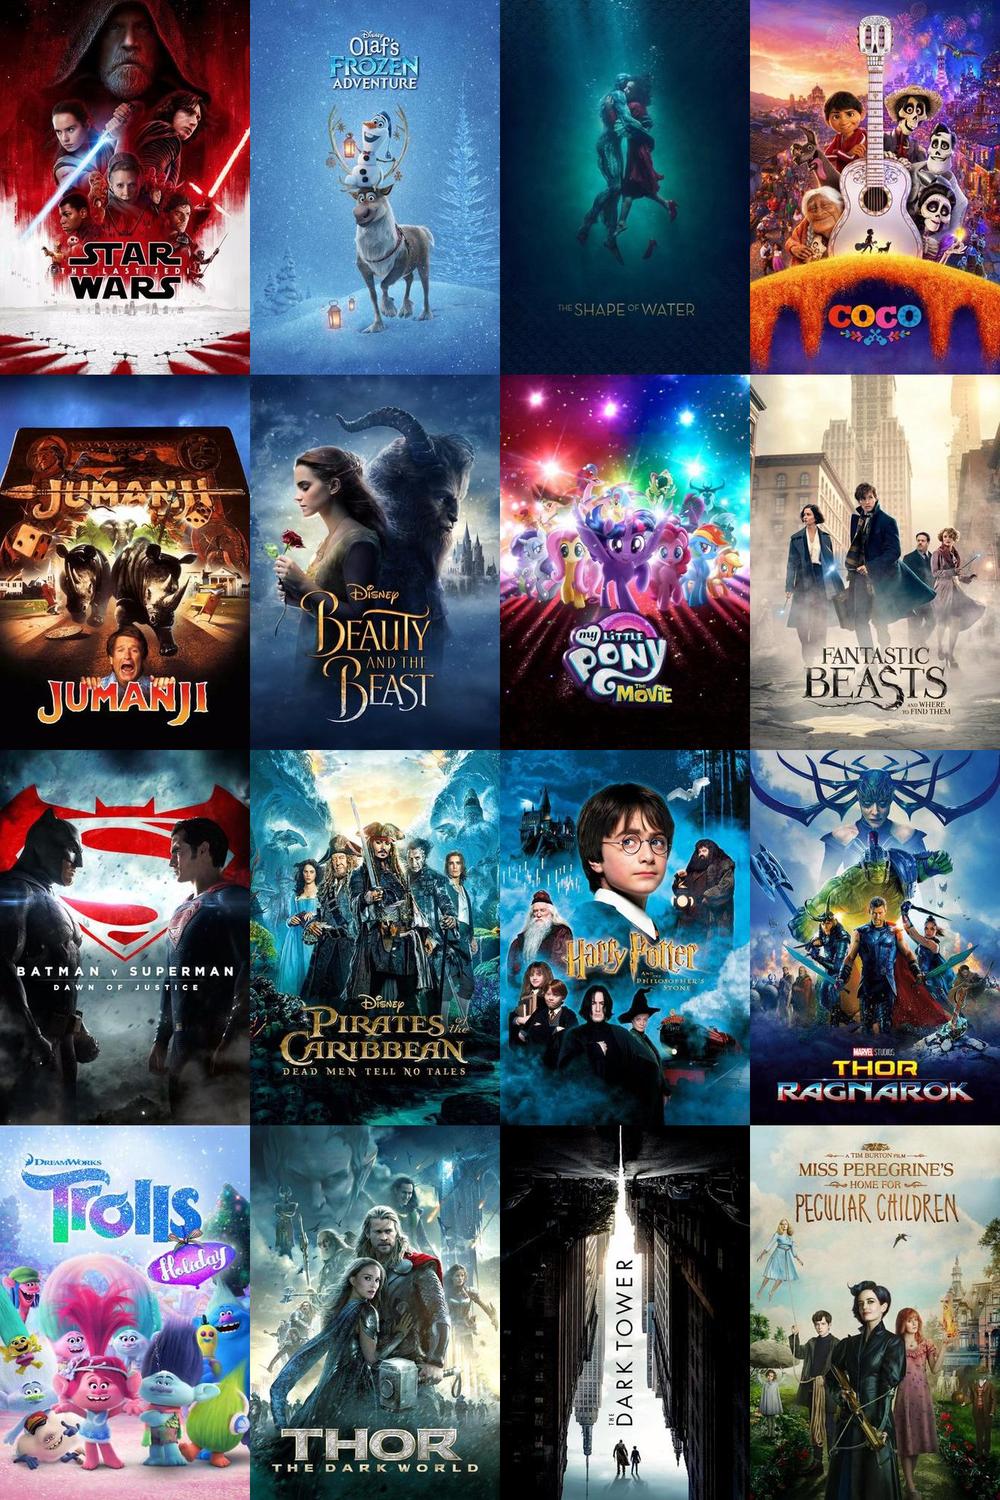 STAR
THE LAST JEDI
WARS
Disney
Olaf's
FROZEN
ADVENTURE
THE SHAPE OF WATER
COCO
JUMANJI
JUMANJI
Disney
BEAUTY
AND THE
BEAST
my LITTLE
PONY
THE
MOVIE
FANTASTIC
BEASTS
AND WHERE
TO FIND THEM
BATMAN v SUPERMAN
DAWN OF JUSTICE
Disney
PIRATES of the
CARIBBEAN
DEAD MEN TELL NO TALES
Harry Potter
AND THE
PHILOSOPHER'S
STONE
MARVEL STUDIOS
THOR
RAGNAROK
DREAMWORKS
Trolls
Holiday
THOR
THE DARK WORLD
THE
DARK TOWER
A TIM BURTON FILM
MISS PEREGRINE'S
HOME FOR
PECULIAR CHILDREN